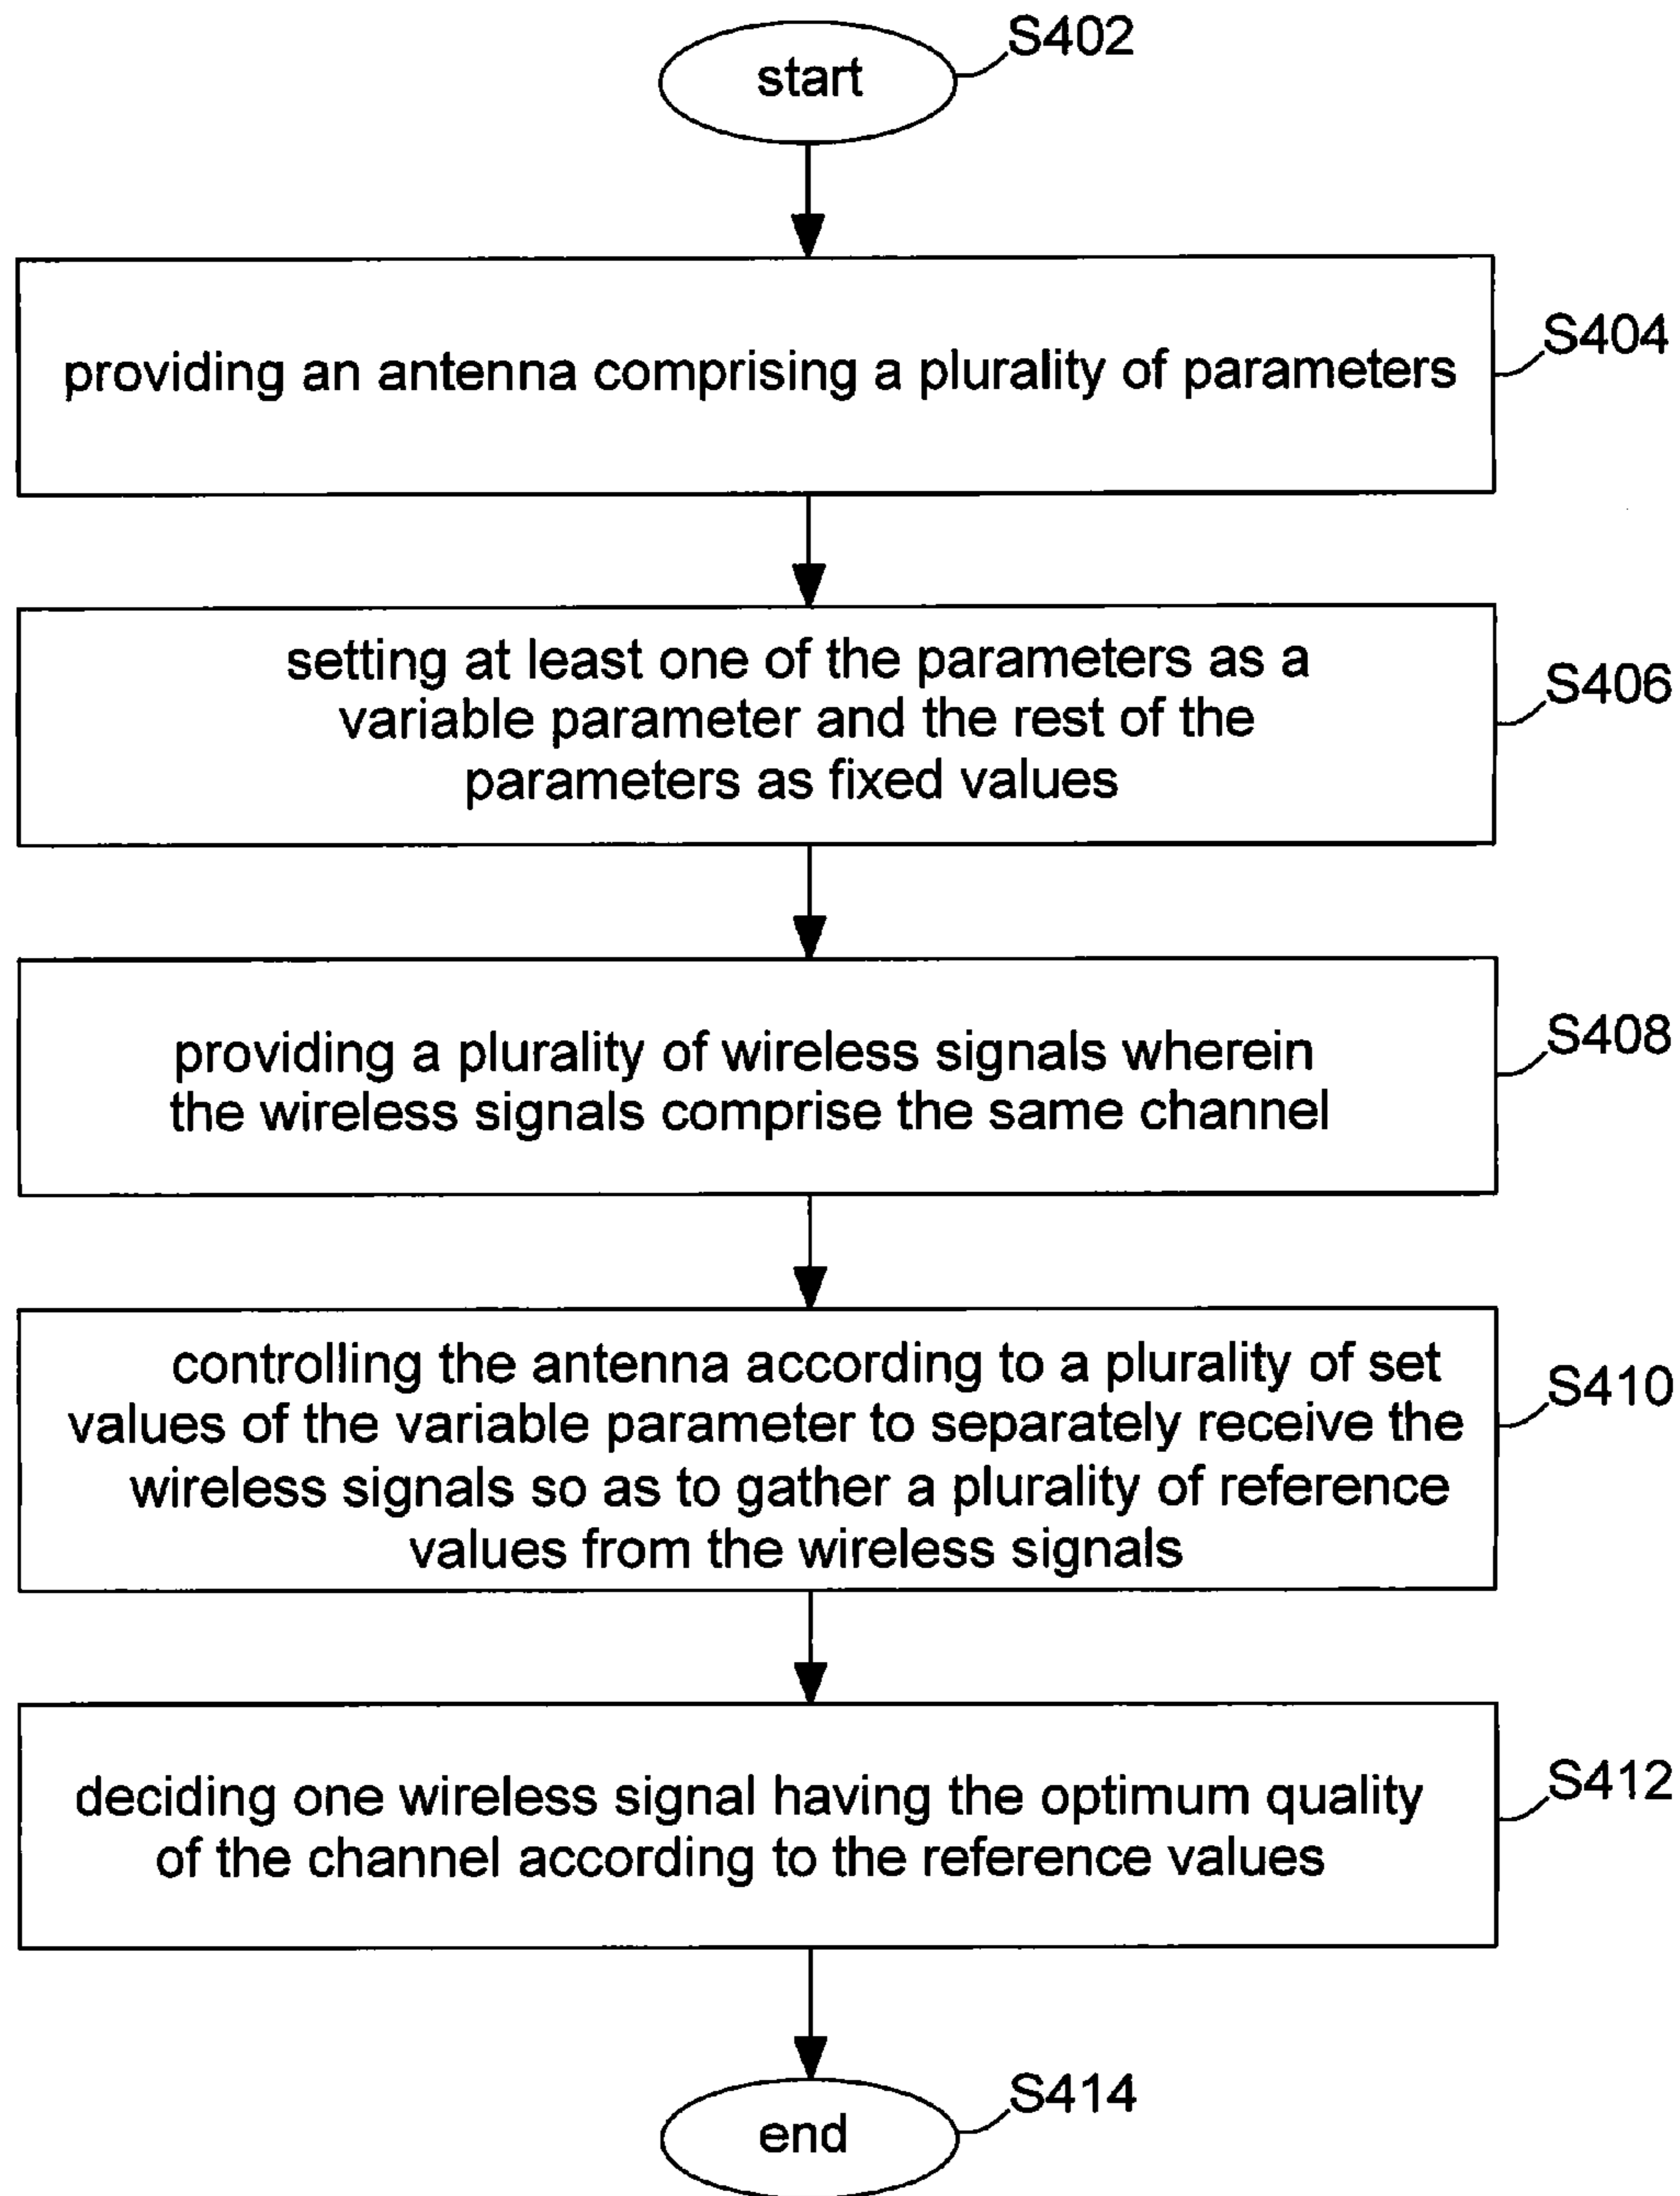 start
S402
providing an antenna comprising a plurality of parameters
S404
setting at least one of the parameters as a
variable parameter and the rest of the
parameters as fixed values
S406
providing a plurality of wireless signals wherein
the wireless signals comprise the same channel
S408
controlling the antenna according to a plurality of set
values of the variable parameter to separately receive the
wireless signals so as to gather a plurality of reference
values from the wireless signals
S410
deciding one wireless signal having the optimum quality
of the channel according to the reference values
S412
end
S414